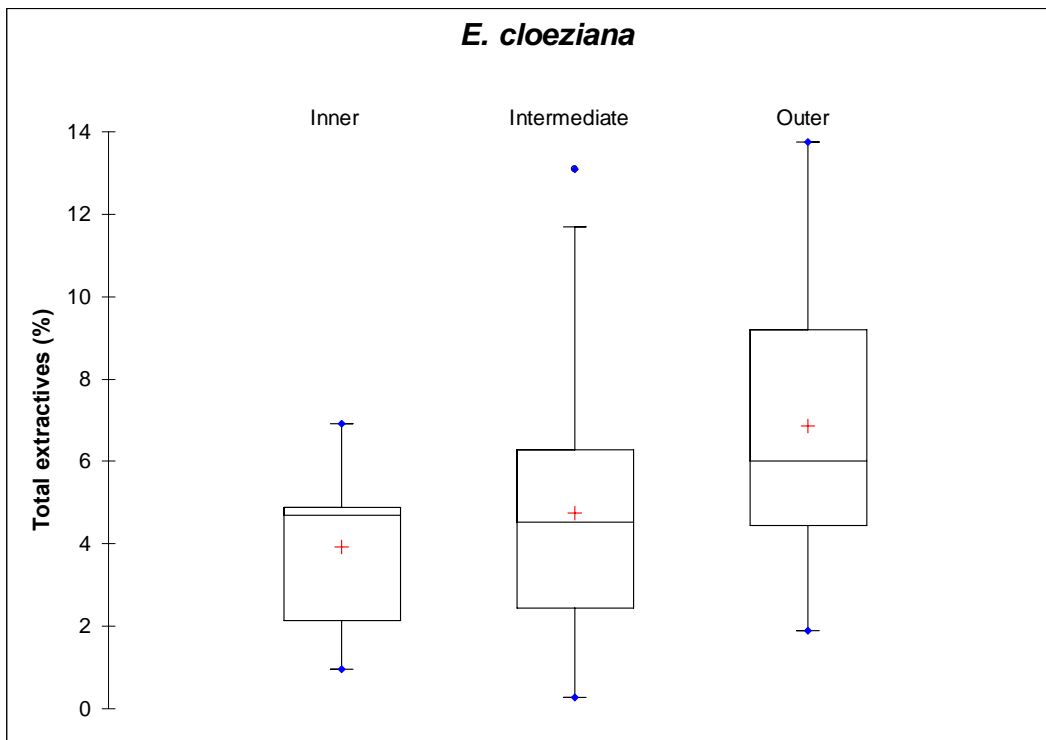 E. cloeziana
Inner Intermediate Outer
Total extractives (%)
14
12
10
8
6
4
2
0